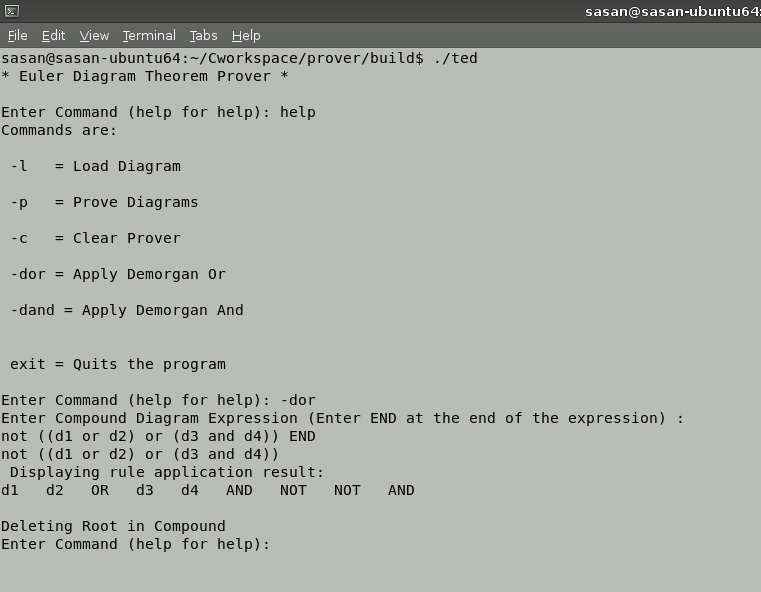 sasan@sasan-ubuntu64:
File Edit View Terminal Tabs Help
sasan@sasan-ubuntu64:~/Cworkspace/prover/build$ ./ted
* Euler Diagram Theorem Prover *
Enter Command (help for help): help
Commands are:
-l = Load Diagram
-p = Prove Diagrams
-c = Clear Prover
-dor = Apply Demorgan Or
-dand = Apply Demorgan And
exit = Quits the program
Enter Command (help for help): -dor
Enter Compound Diagram Expression (Enter END at the end of the expression) :
not ((d1 or d2) or (d3 and d4)) END
not ((d1 or d2) or (d3 and d4))
Displaying rule application result:
d1 d2 OR d3 d4 AND NOT NOT AND
Deleting Root in Compound
Enter Command (help for help):